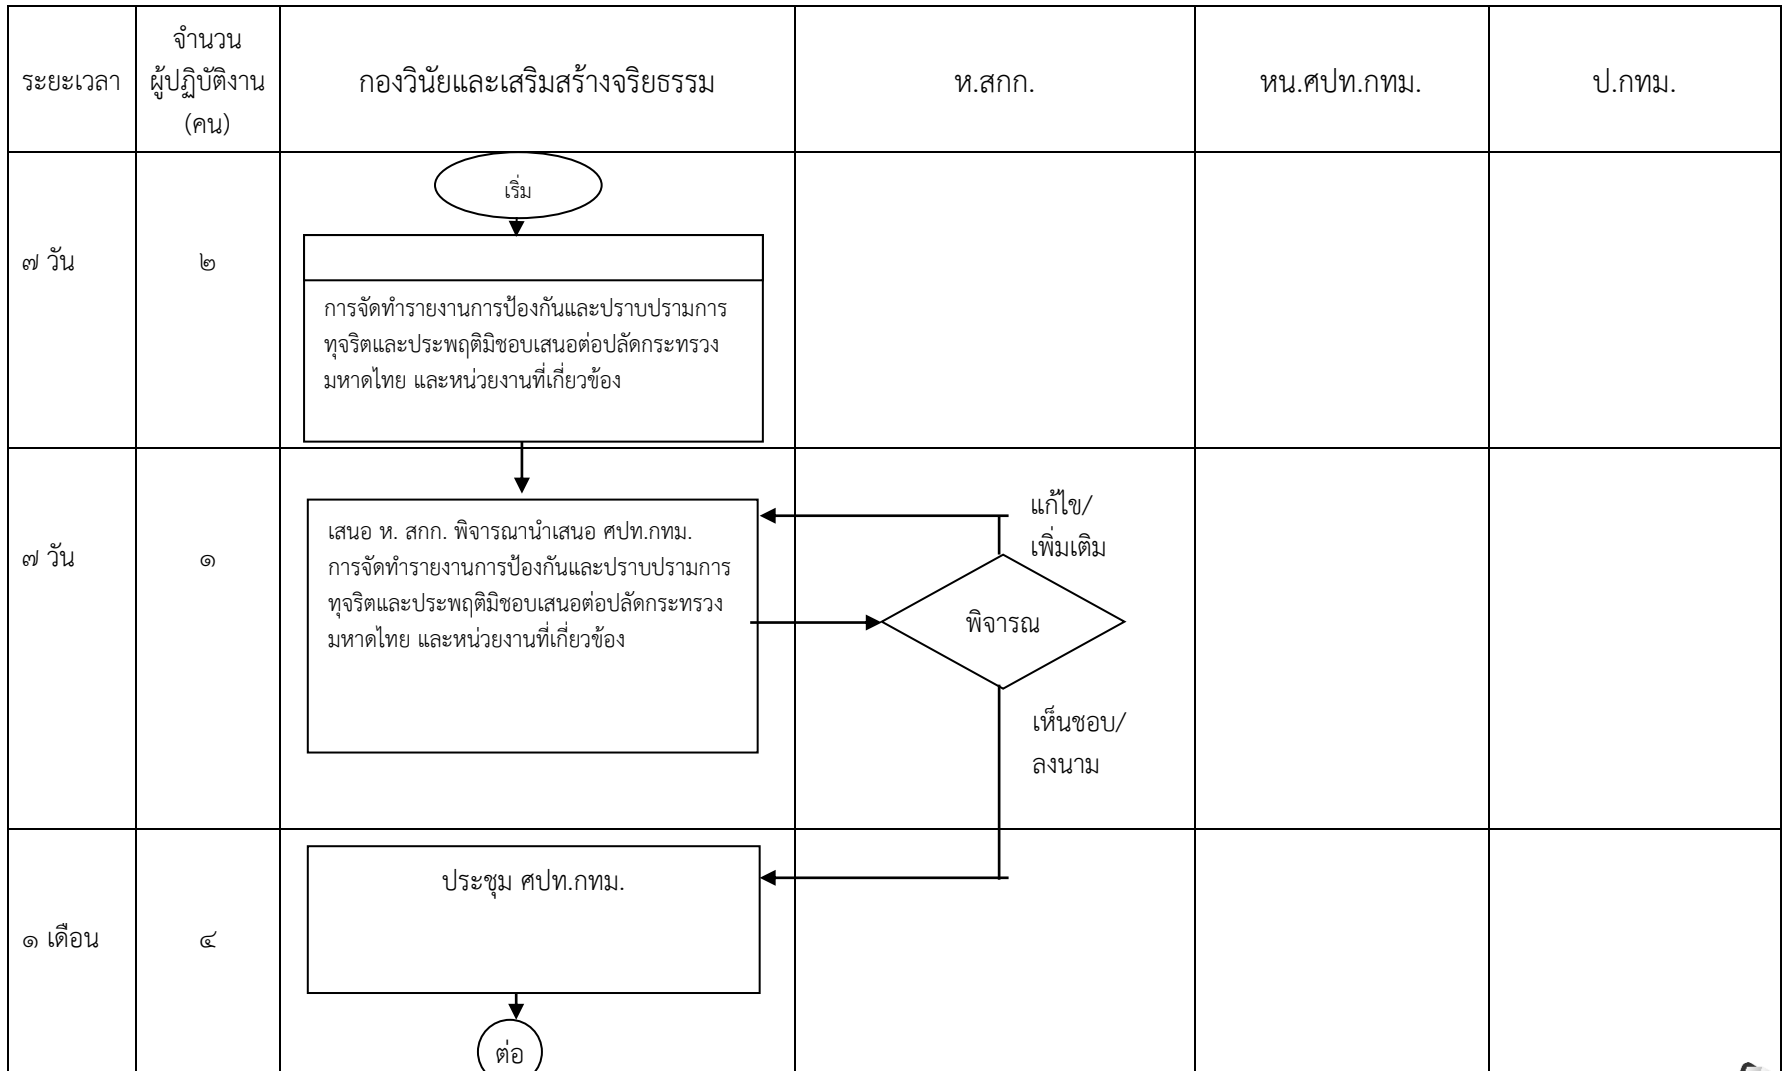 ระยะเวลา
จำนวน
ผู้ปฏิบัติงาน
(คน)
กองวินัยและเสริมสร้างจริยธรรม
ห.สกก.
หน.ศปท.กทม.
ป.กทม.
เริ่ม
๗ วัน
๒
การจัดทำรายงานการป้องกันและปราบปรามการ
ทุจริตและประพฤติมิชอบเสนอต่อปลัดกระทรวง
มหาดไทย และหน่วยงานที่เกี่ยวข้อง
๗ วัน
๑
เสนอ ห. สกก. พิจารณานำเสนอ ศปท.กทม.
การจัดทำรายงานการป้องกันและปราบปรามการ
ทุจริตและประพฤติมิชอบเสนอต่อปลัดกระทรวง
มหาดไทย และหน่วยงานที่เกี่ยวข้อง
แก้ไข/
เพิ่มเติม
พิจารณ
เห็นชอบ/
ลงนาม
๑ เดือน
๔
ประชุม ศปท.กทม.
ต่อ